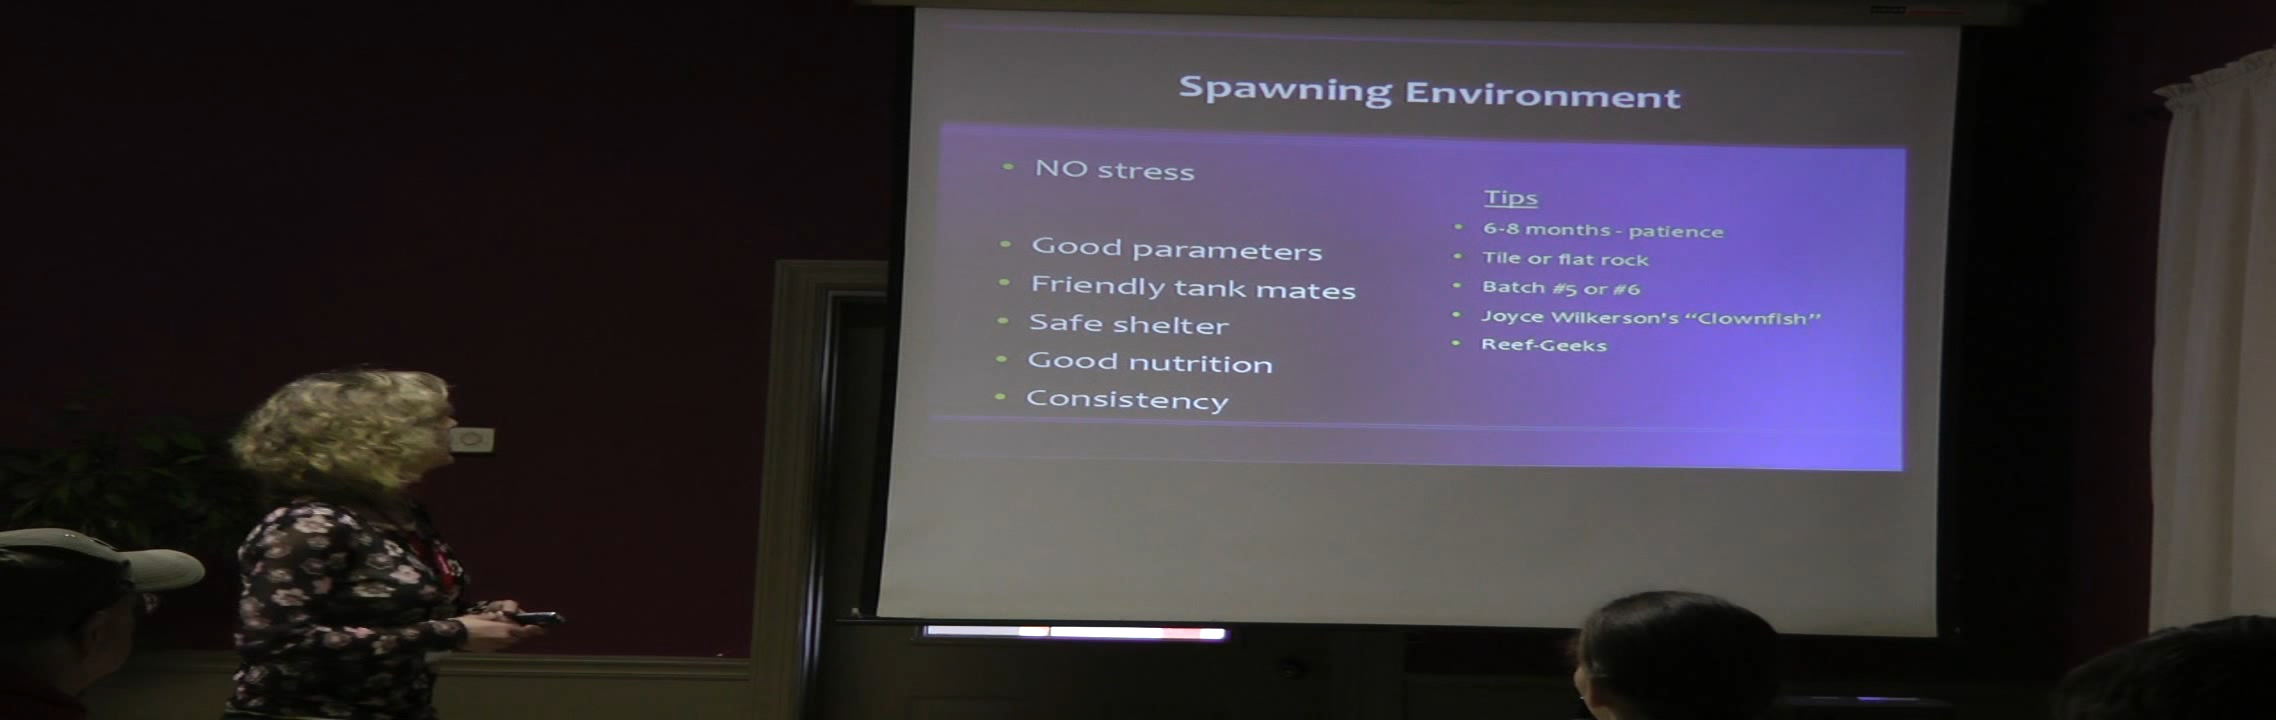 Spawning Environment
• NO stress
• Good parameters
• Friendly tank mates
• Safe shelter
• Good nutrition
• Consistency
Tips
• 6-8 months - patience
• Tile or flat rock
• Batch #5 or #6
• Joyce Wilkerson's “Clownfish”
• Reef-Geeks